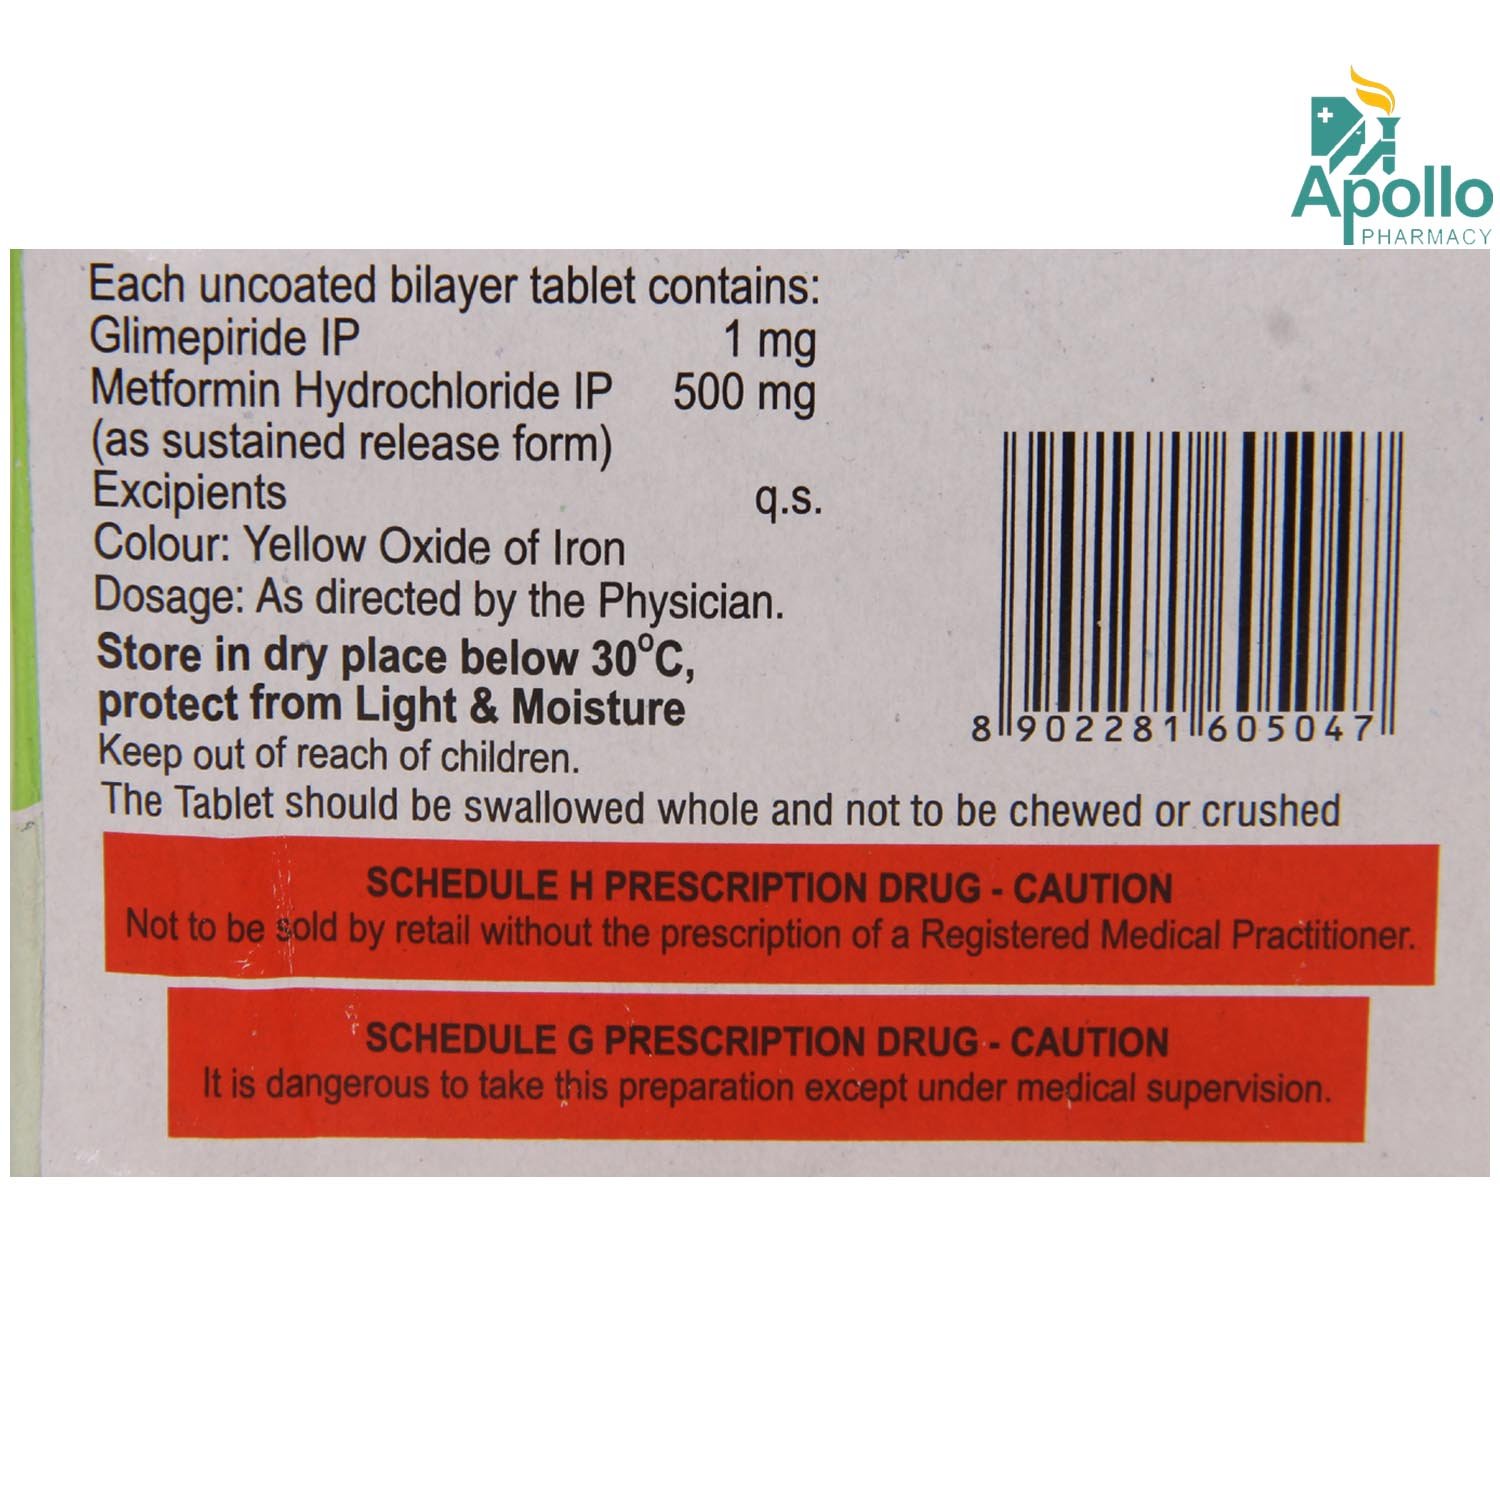 Apollo
PHARMACY
Each uncoated bilayer tablet contains:
Glimepiride IP 1 mg
Metformin Hydrochloride IP 500 mg
(as sustained release form)
Excipients q.s.
Colour: Yellow Oxide of Iron
Dosage: As directed by the Physician.
Store in dry place below 30°C,
protect from Light & Moisture
Keep out of reach of children.
The Tablet should be swallowed whole and not to be chewed or crushed
8 902281 605047
SCHEDULE H PRESCRIPTION DRUG - CAUTION
Not to be sold by retail without the prescription of a Registered Medical Practitioner.
SCHEDULE G PRESCRIPTION DRUG - CAUTION
It is dangerous to take this preparation except under medical supervision.